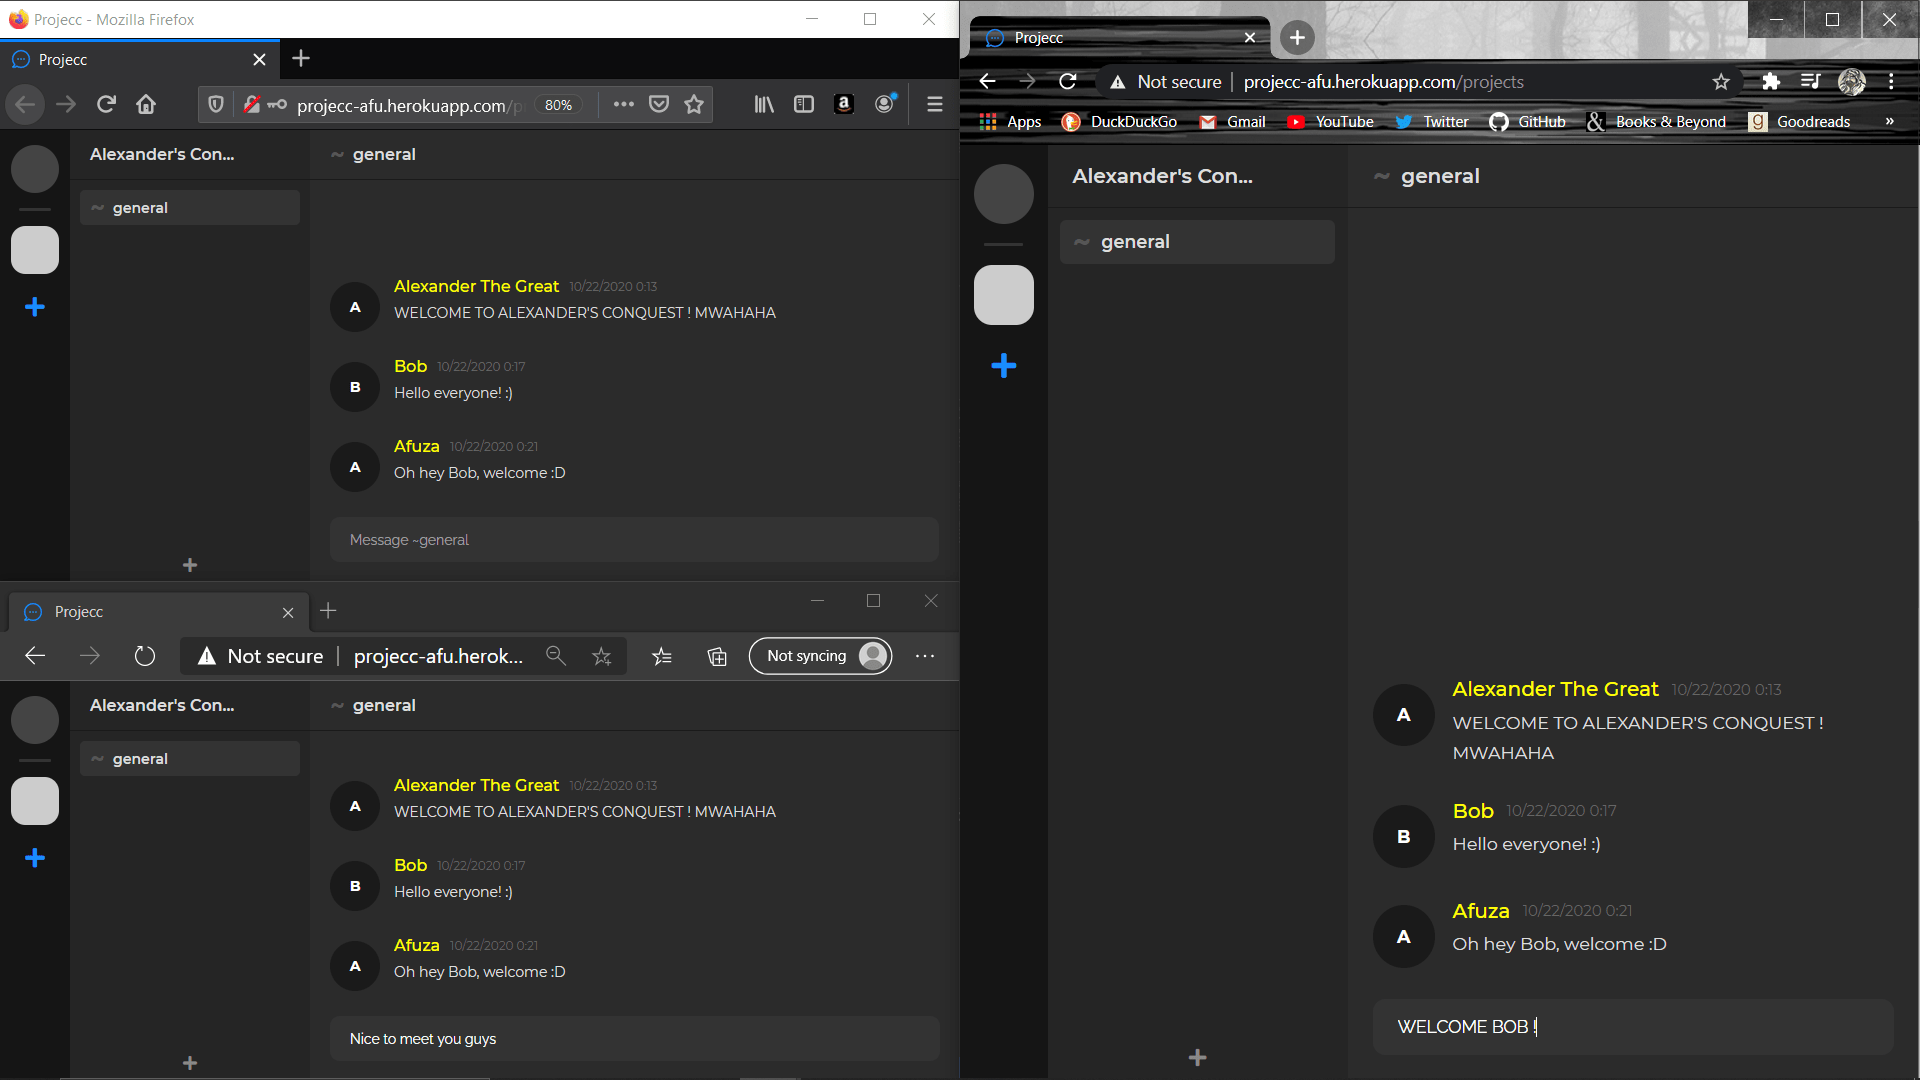 Projecc - Mozilla Firefox
Projecc
projecc-afu.herokuapp.com/p
80%
Alexander's Con...
~ general
~ general
Alexander The Great 10/22/2020 0:13
A
WELCOME TO ALEXANDER'S CONQUEST ! MWAHAHA
Bob 10/22/2020 0:17
B
Hello everyone! :)
Afuza 10/22/2020 0:21
A
Oh hey Bob, welcome :D
Message ~general
+
Projecc
Not secure | projecc-afu.herok...
Not syncing
Alexander's Con...
~ general
~ general
Alexander The Great 10/22/2020 0:13
A
WELCOME TO ALEXANDER'S CONQUEST ! MWAHAHA
Bob 10/22/2020 0:17
B
Hello everyone! :)
Afuza 10/22/2020 0:21
A
Oh hey Bob, welcome :D
Nice to meet you guys
+
Projecc
Not secure | projecc-afu.herokuapp.com/projects
Apps DuckDuckGo Gmail YouTube Twitter GitHub & Books & Beyond g Goodreads »
Alexander's Con...
~ general
~ general
Alexander The Great 10/22/2020 0:13
A
WELCOME TO ALEXANDER'S CONQUEST !
MWAHAHA
Bob 10/22/2020 0:17
B
Hello everyone! :)
Afuza 10/22/2020 0:21
A
Oh hey Bob, welcome :D
WELCOME BOB !
+